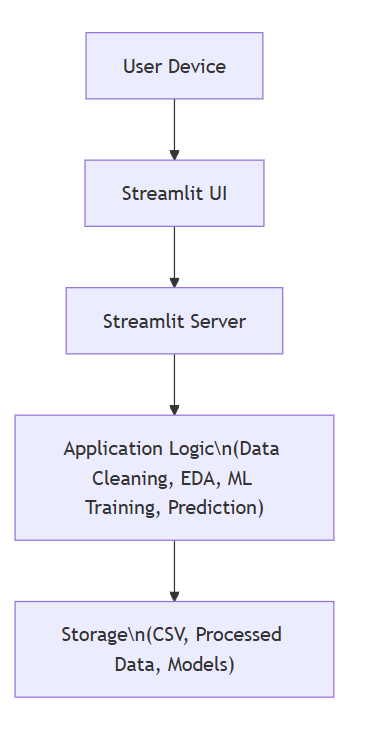 User Device
Streamlit UI
Streamlit Server
Application Logic\n(Data
Cleaning, EDA, ML
Training, Prediction)
Storage\n(CSV, Processed
Data, Models)